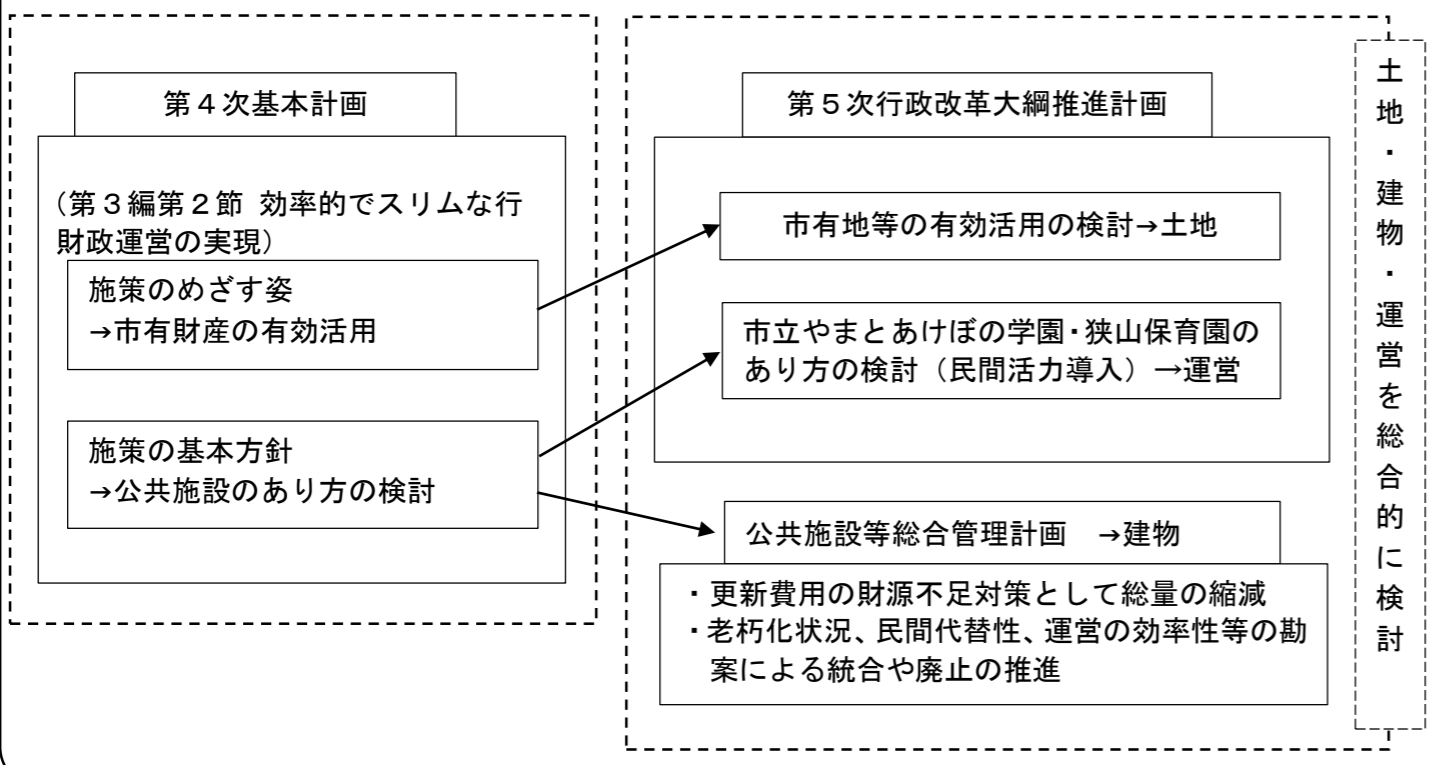 第４次基本計画
（第３編第２節 効率的でスリムな行
財政運営の実現）
施策のめざす姿
→市有財産の有効活用
施策の基本方針
→公共施設のあり方の検討
第５次行政改革大綱推進計画
市有地等の有効活用の検討→土地
市立やまとあけぼの学園・狭山保育園の
あり方の検討（民間活力導入）→運営
公共施設等総合管理計画　→建物
・更新費用の財源不足対策として総量の縮減
・老朽化状況、民間代替性、運営の効率性等の勘
案による統合や廃止の推進
土地・建物・運営を総合的に検討